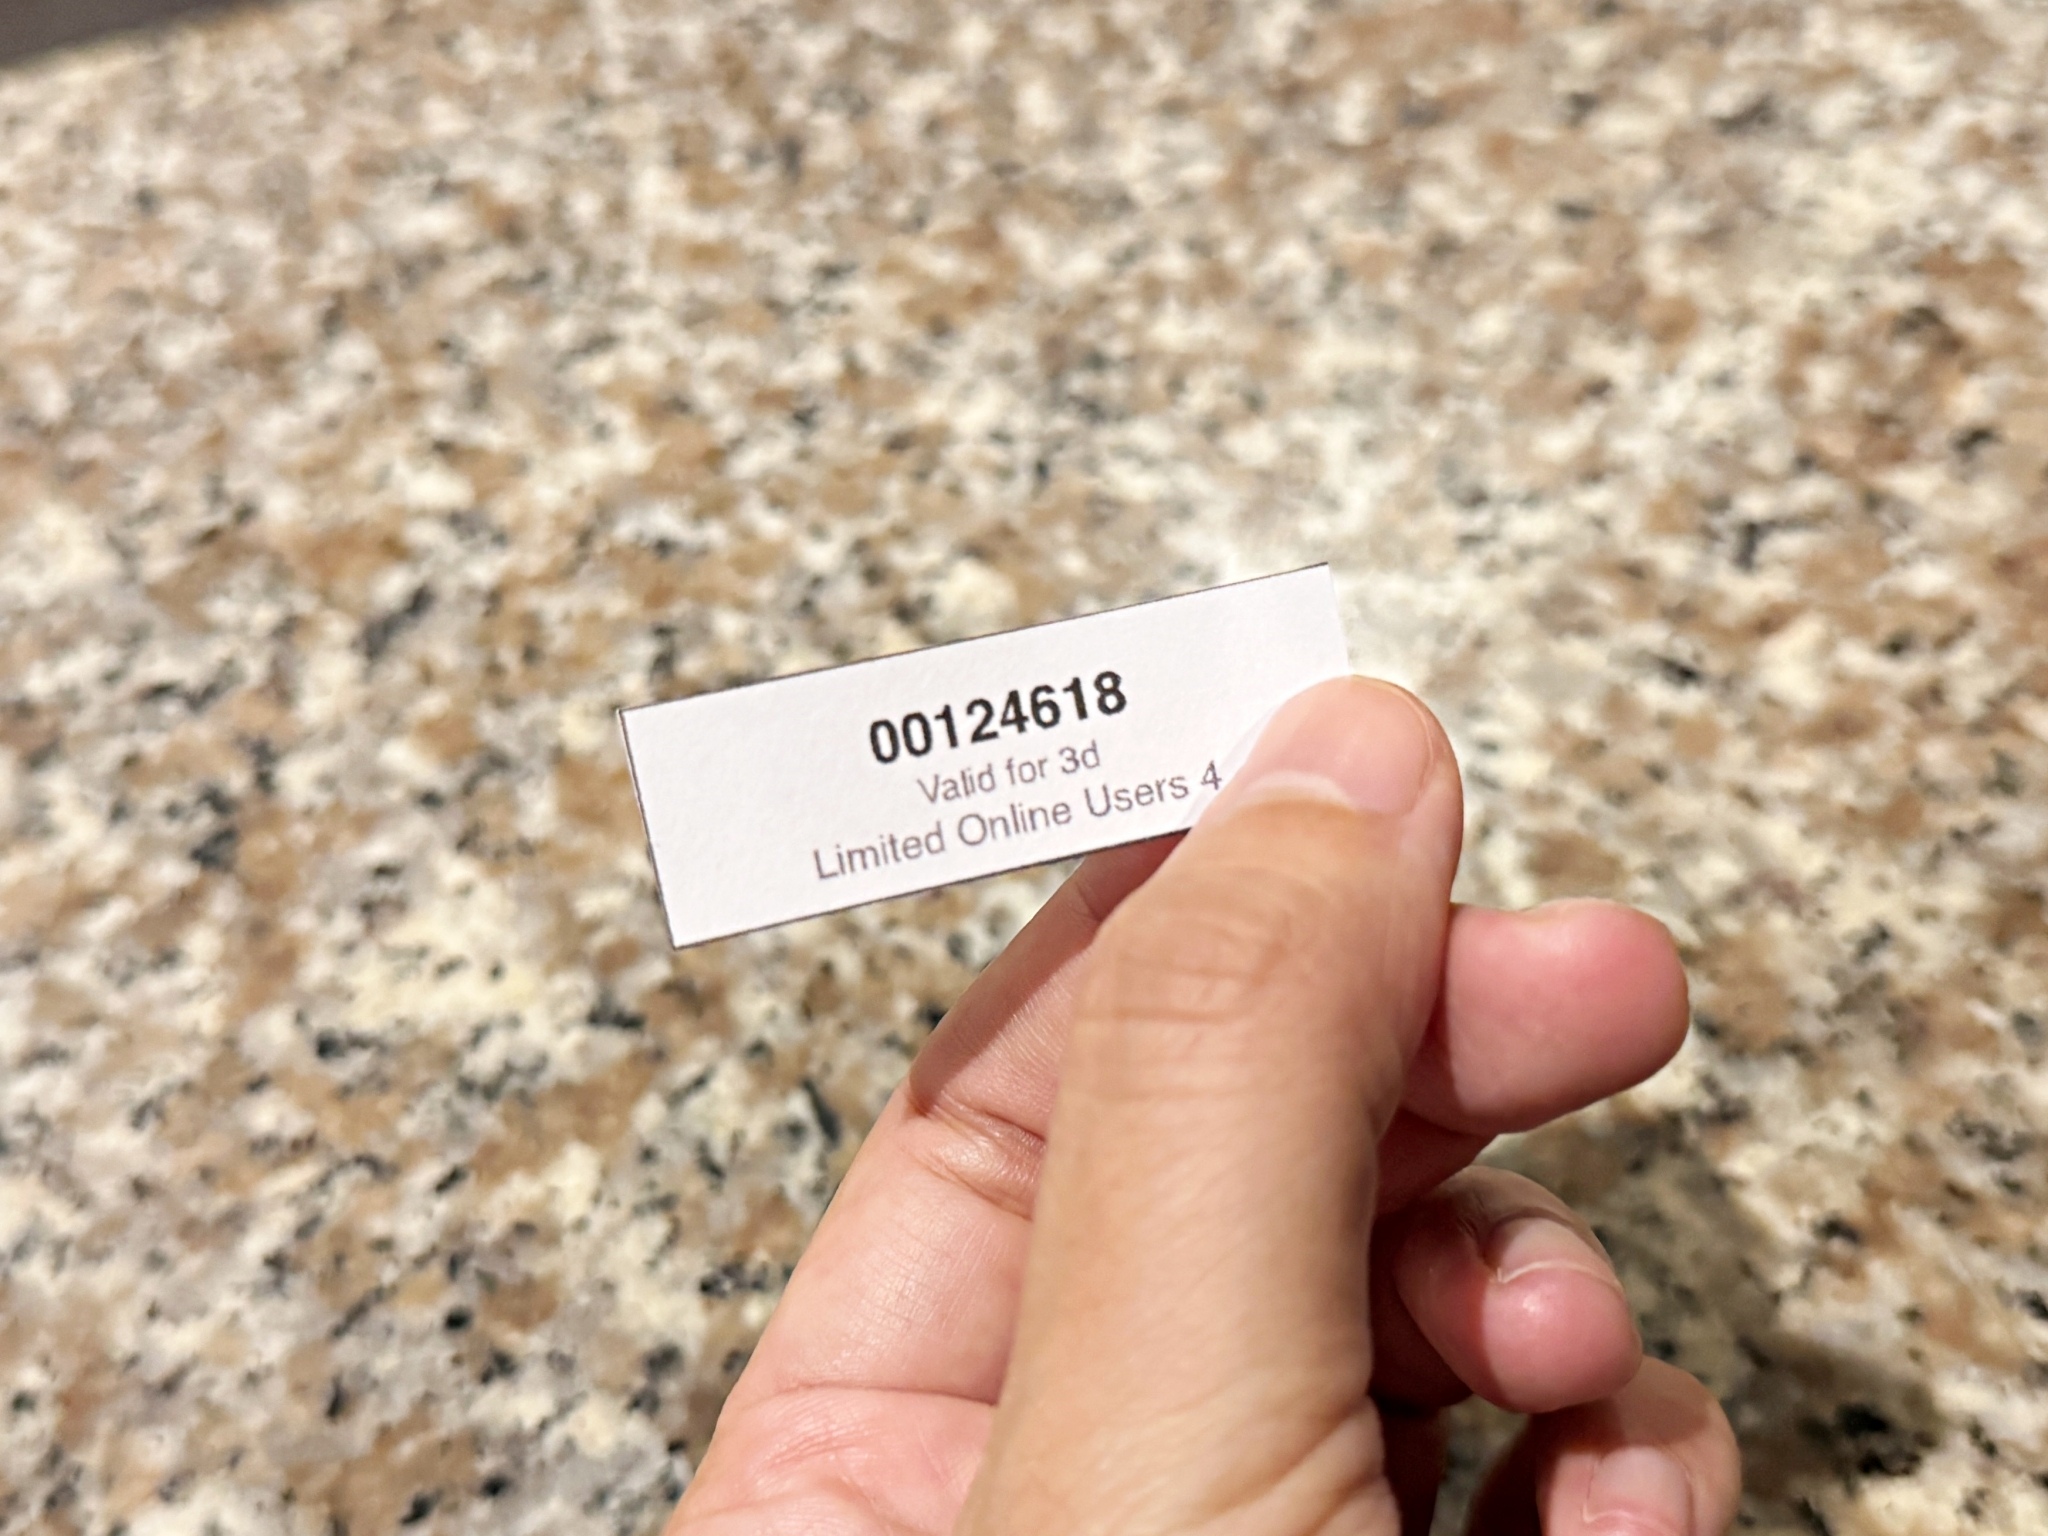 00124618
Valid for 3d
Limited Online Users 4